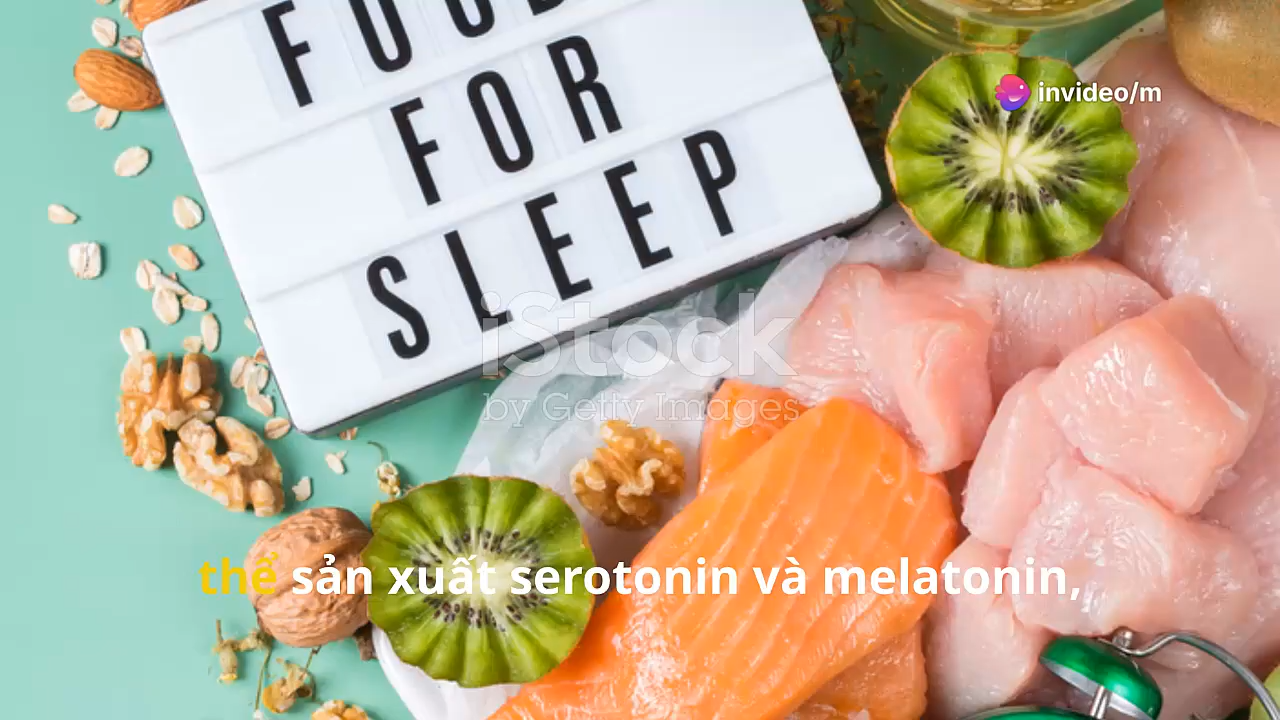 FOOD
FOR
SLEEP
invideo/m
iStock
by Getty Images
thể sản xuất serotonin và melatonin,